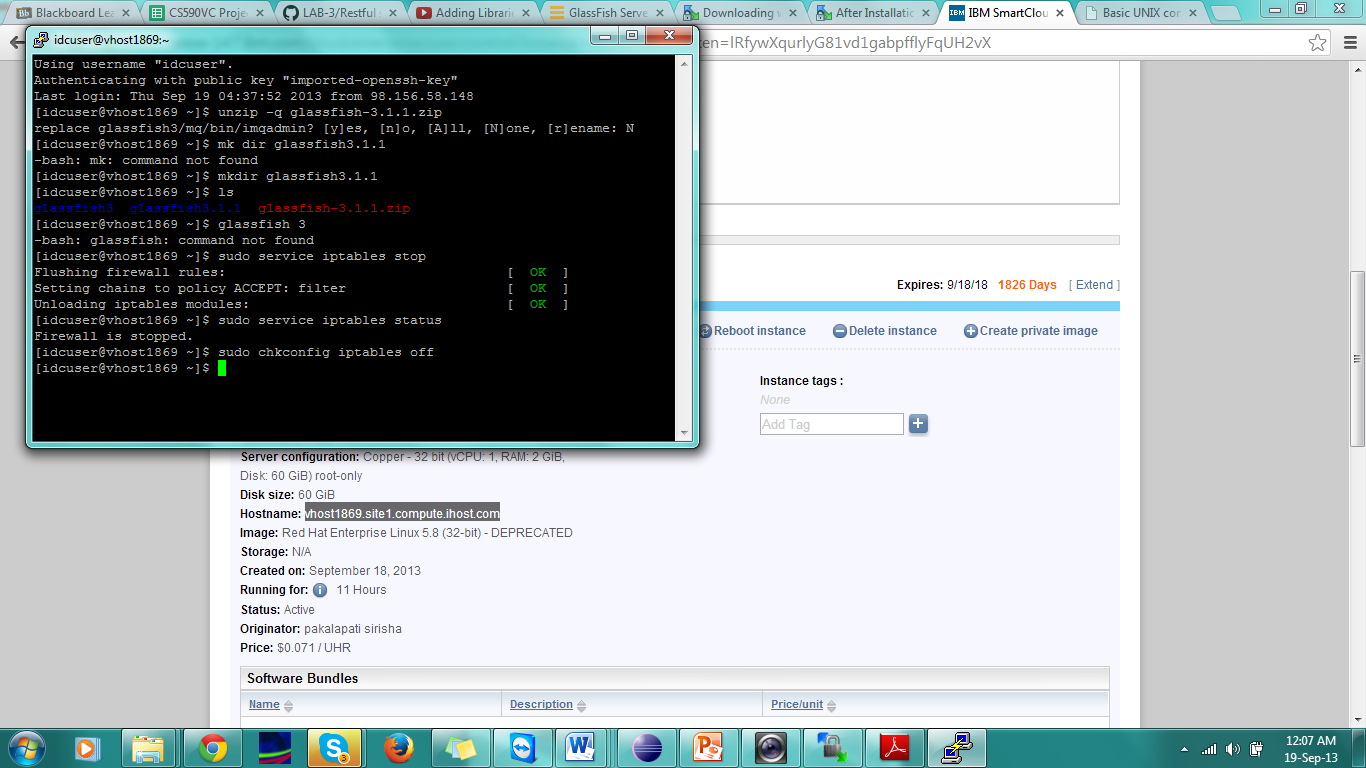 Blackboard Lea
CS590VC Proje
LAB-3/Restful
Adding Librarie
GlassFish Serve
Downloading w
After Installatio
IBM SmartClou
Basic UNIX con
ten=lRfywXqurlyG81vd1gabpfflyFqUH2vX
idcuser@vhost1869:~
Using username "idcuser".
Authenticating with public key "imported-openssh-key"
Last login: Thu Sep 19 04:37:52 2013 from 98.156.58.148
[idcuser@vhost1869 ~]$ unzip -q glassfish-3.1.1.zip
replace glassfish3/mq/bin/imqadmin? [y]es, [n]o, [A]ll, [N]one, [r]ename: N
[idcuser@vhost1869 ~]$ mk dir glassfish3.1.1
-bash: mk: command not found
[idcuser@vhost1869 ~]$ mkdir glassfish3.1.1
[idcuser@vhost1869 ~]$ ls
glassfish3  glassfish3.1.1  glassfish-3.1.1.zip
[idcuser@vhost1869 ~]$ glassfish 3
-bash: glassfish: command not found
[idcuser@vhost1869 ~]$ sudo service iptables stop
Flushing firewall rules: [ OK ]
Setting chains to policy ACCEPT: filter [ OK ]
Unloading iptables modules: [ OK ]
[idcuser@vhost1869 ~]$ sudo service iptables status
Firewall is stopped.
[idcuser@vhost1869 ~]$ sudo chkconfig iptables off
[idcuser@vhost1869 ~]$
Expires: 9/18/18 1826 Days [ Extend ]
Reboot instance Delete instance Create private image
Instance tags :
None
Add Tag
Server configuration: Copper - 32 bit (vCPU: 1, RAM: 2 GiB,
Disk: 60 GiB) root-only
Disk size: 60 GiB
Hostname: vhost1869.site1.compute.ihost.com
Image: Red Hat Enterprise Linux 5.8 (32-bit) - DEPRECATED
Storage: N/A
Created on: September 18, 2013
Running for: 11 Hours
Status: Active
Originator: pakalapati sirisha
Price: $0.071 / UHR
Software Bundles
Name Description Price/unit
12:07 AM
19-Sep-13